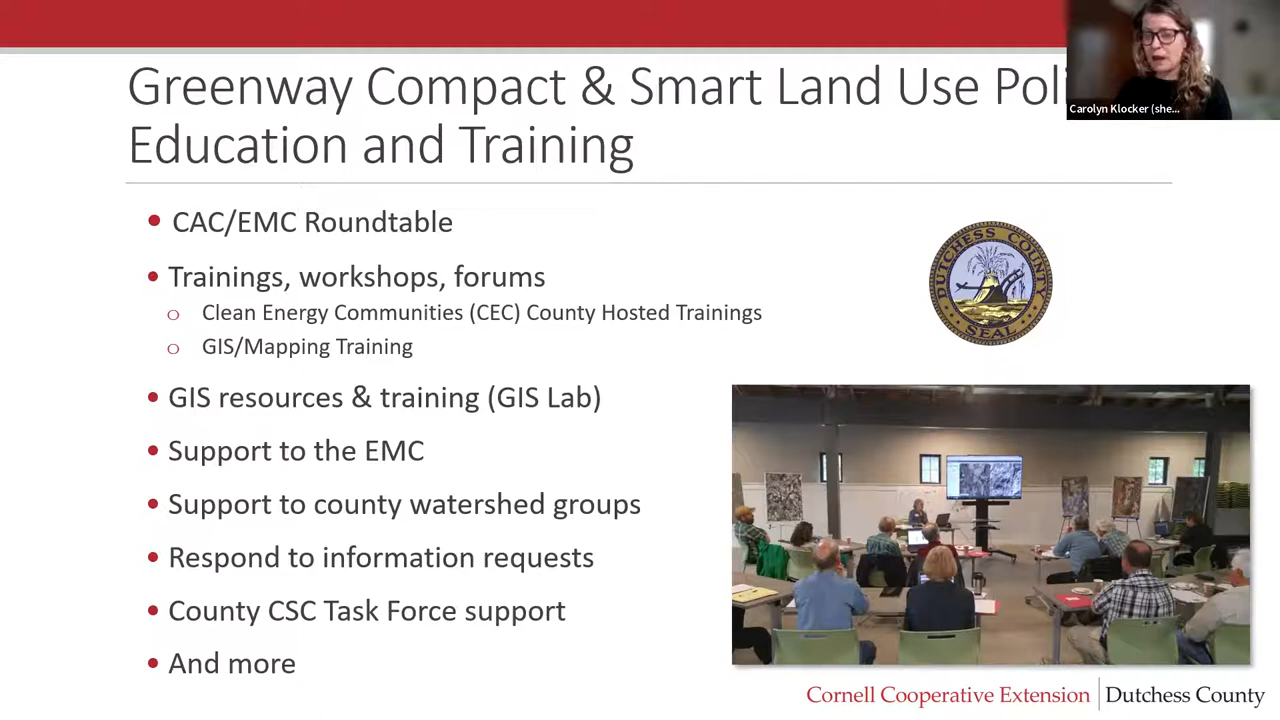 Greenway Compact & Smart Land Use Poli
Education and Training
Carolyn Klocker (she...
• CAC/EMC Roundtable
• Trainings, workshops, forums
o Clean Energy Communities (CEC) County Hosted Trainings
o GIS/Mapping Training
• GIS resources & training (GIS Lab)
• Support to the EMC
• Support to county watershed groups
• Respond to information requests
• County CSC Task Force support
• And more
DUTCHESS COUNTY
SEAL
Cornell Cooperative Extension | Dutchess County